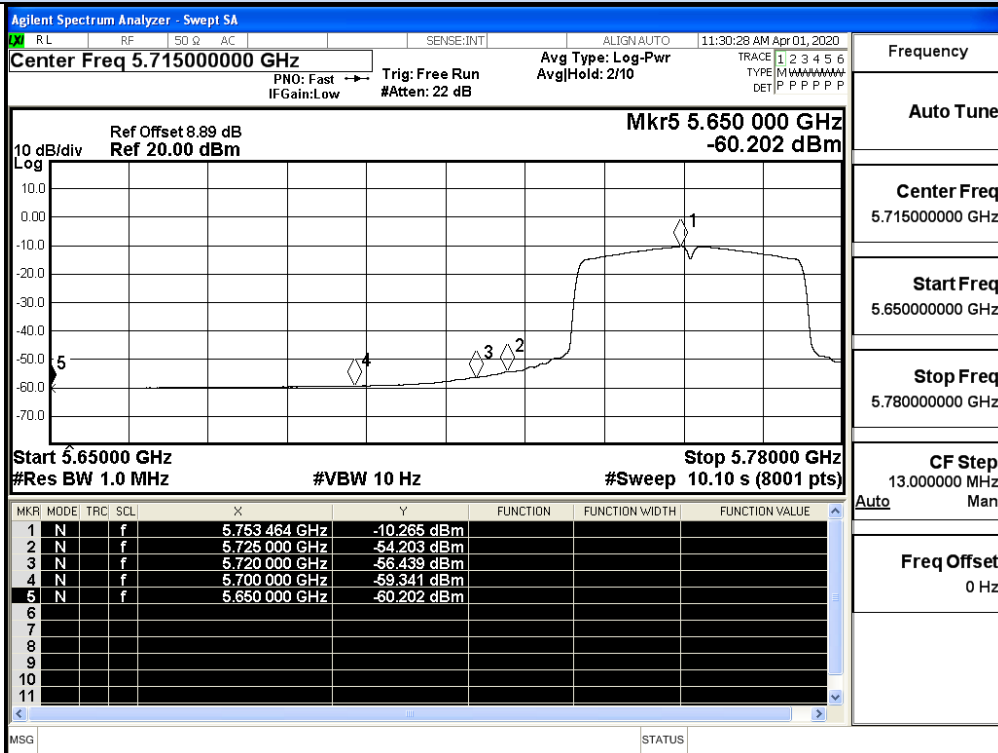 Agilent Spectrum Analyzer - Swept SA
LXI RL RF 50 Ω AC SENSE:INT ALIGN AUTO 11:30:28 AM Apr 01, 2020
Center Freq 5.715000000 GHz
PNO: Fast
IFGain:Low
Trig: Free Run
#Atten: 22 dB
Avg Type: Log-Pwr
Avg|Hold: 2/10
TRACE 1 2 3 4 5 6
TYPE M WWWWW
DET P P P P P P
Ref Offset 8.89 dB
10 dB/div Ref 20.00 dBm
Log
Mkr5 5.650 000 GHz
-60.202 dBm
10.0
0.00
-10.0
-20.0
-30.0
-40.0
-50.0
-60.0
-70.0
1
2
3
4
5
Start 5.65000 GHz Stop 5.78000 GHz
#Res BW 1.0 MHz #VBW 10 Hz #Sweep 10.10 s (8001 pts)
MKR MODE TRC SCL X Y FUNCTION FUNCTION WIDTH FUNCTION VALUE
1 N f 5.753 464 GHz -10.265 dBm
2 N f 5.725 000 GHz -54.203 dBm
3 N f 5.720 000 GHz -56.439 dBm
4 N f 5.700 000 GHz -59.341 dBm
5 N f 5.650 000 GHz -60.202 dBm
6
7
8
9
10
11
MSG STATUS
Frequency
Auto Tune
Center Freq
5.715000000 GHz
Start Freq
5.650000000 GHz
Stop Freq
5.780000000 GHz
CF Step
13.000000 MHz
Auto Man
Freq Offset
0 Hz